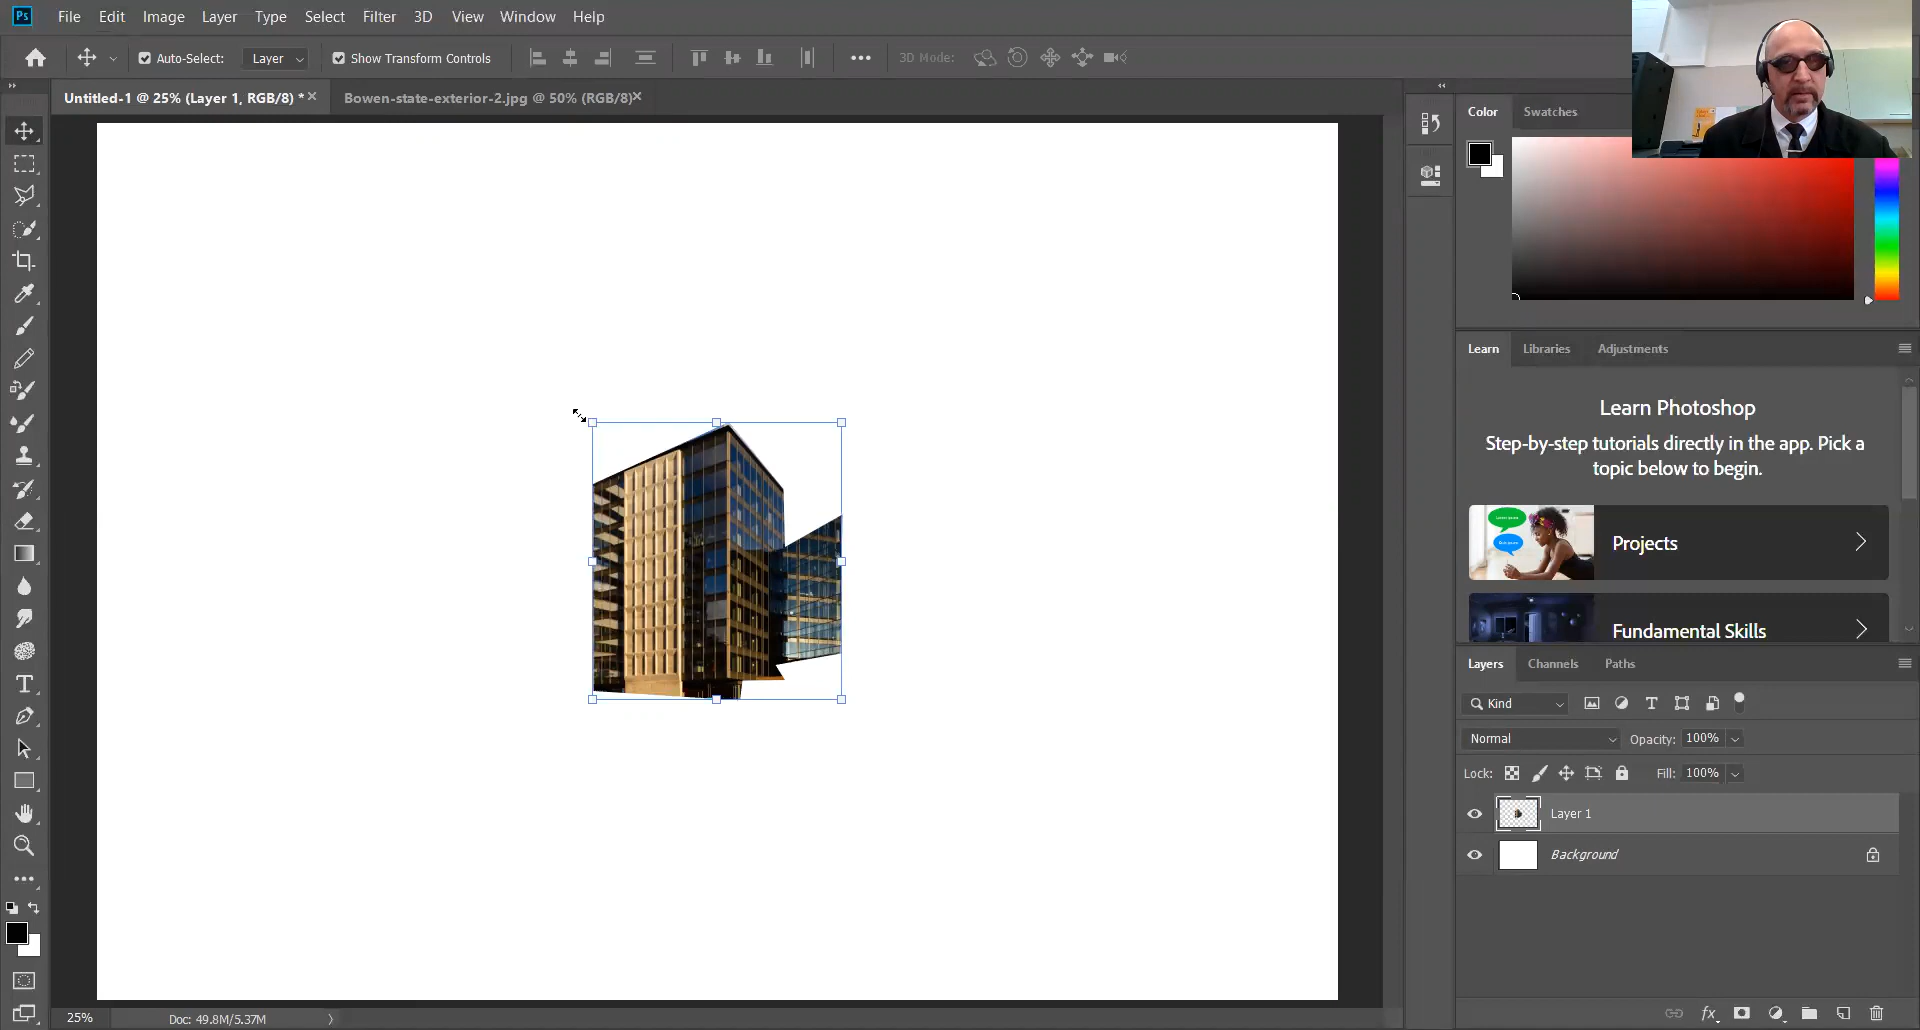 Ps File Edit Image Layer Type Select Filter 3D View Window Help
Auto-Select: Layer Show Transform Controls 3D Mode:
Untitled-1 @ 25% (Layer 1, RGB/8) * Bowen-state-exterior-2.jpg @ 50% (RGB/8)
Color Swatches
Learn Libraries Adjustments
Learn Photoshop
Step-by-step tutorials directly in the app. Pick a
topic below to begin.
Projects
Fundamental Skills
Layers Channels Paths
Kind
Normal Opacity: 100%
Lock: Fill: 100%
Layer 1
Background
25% Doc: 49.8M/5.37M